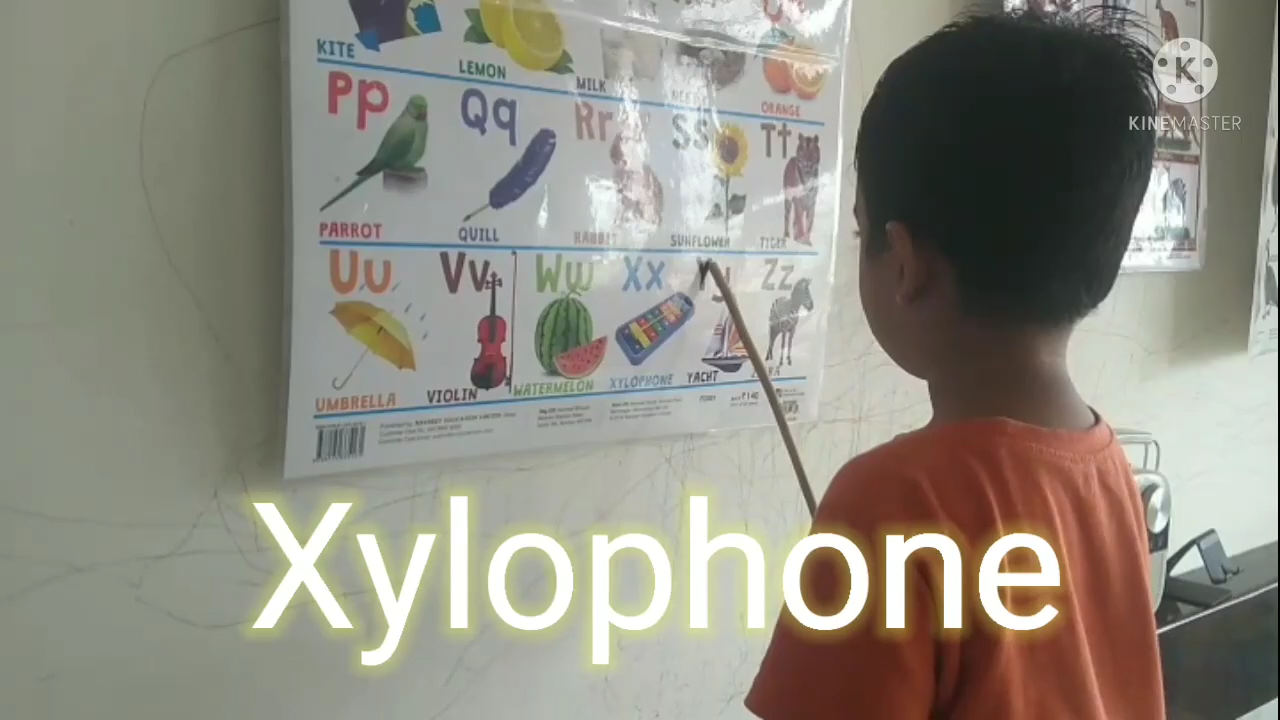 KITE
LEMON
MILK
ORANGE
Pp Qq Rr Ss Tt
PARROT QUILL RABBIT SUNFLOWER TIGER
Uu Vv Ww Xx Yy Zz
UMBRELLA VIOLIN WATERMELON XYLOPHONE YACHT
KINEMASTER
Xylophone